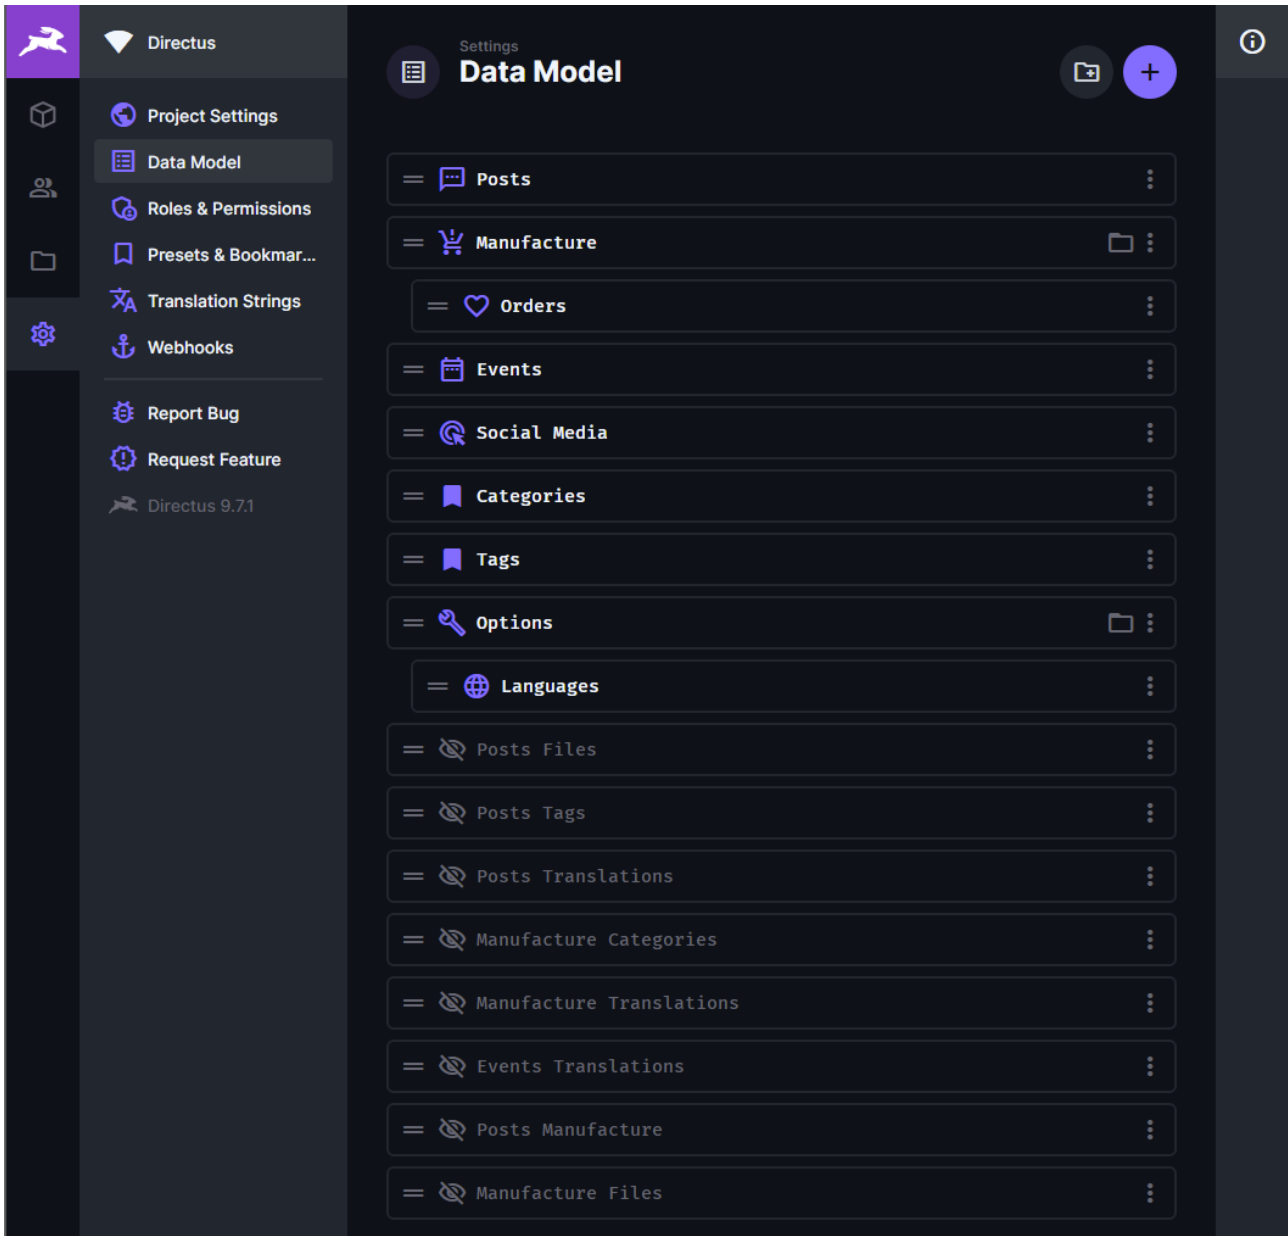 Directus
Project Settings
Data Model
Roles & Permissions
Presets & Bookmar...
Translation Strings
Webhooks
Report Bug
Request Feature
Directus 9.7.1
Settings
Data Model
Posts
Manufacture
Orders
Events
Social Media
Categories
Tags
Options
Languages
Posts Files
Posts Tags
Posts Translations
Manufacture Categories
Manufacture Translations
Events Translations
Posts Manufacture
Manufacture Files